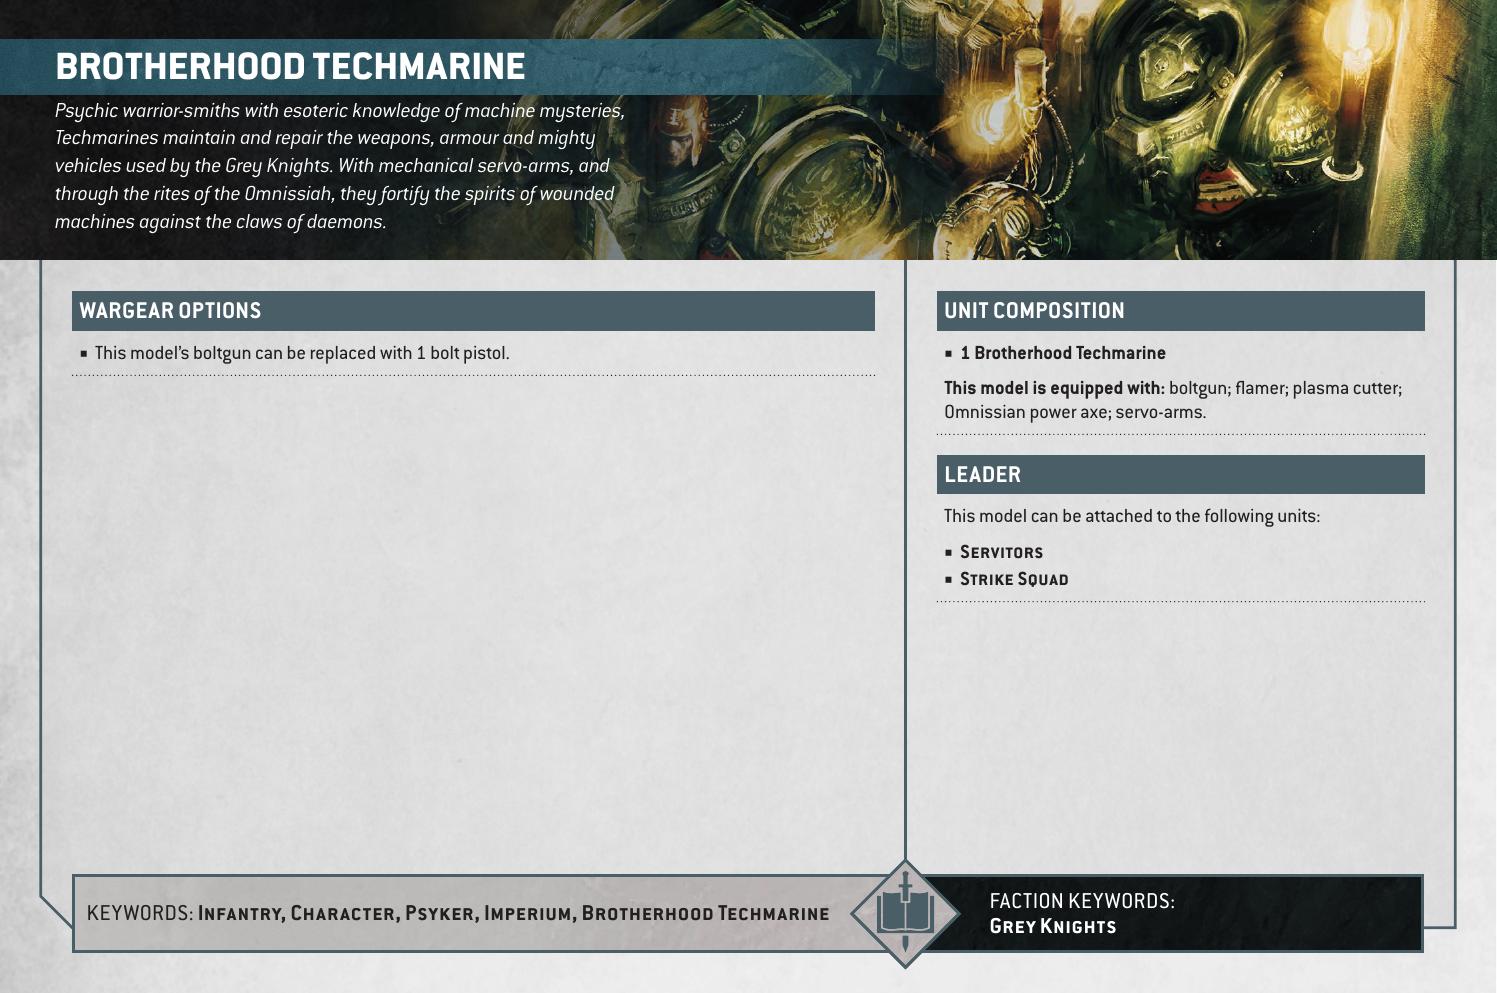 BROTHERHOOD TECHMARINE
Psychic warrior-smiths with esoteric knowledge of machine mysteries,
Techmarines maintain and repair the weapons, armour and mighty
vehicles used by the Grey Knights. With mechanical servo-arms, and
through the rites of the Omnissiah, they fortify the spirits of wounded
machines against the claws of daemons.
WARGEAR OPTIONS
▪ This model’s boltgun can be replaced with 1 bolt pistol.
UNIT COMPOSITION
▪ 1 Brotherhood Techmarine
This model is equipped with: boltgun; flamer; plasma cutter;
Omnissian power axe; servo-arms.
LEADER
This model can be attached to the following units:
▪ Servitors
▪ Strike Squad
KEYWORDS: Infantry, Character, Psyker, Imperium, Brotherhood Techmarine
FACTION KEYWORDS:
Grey Knights